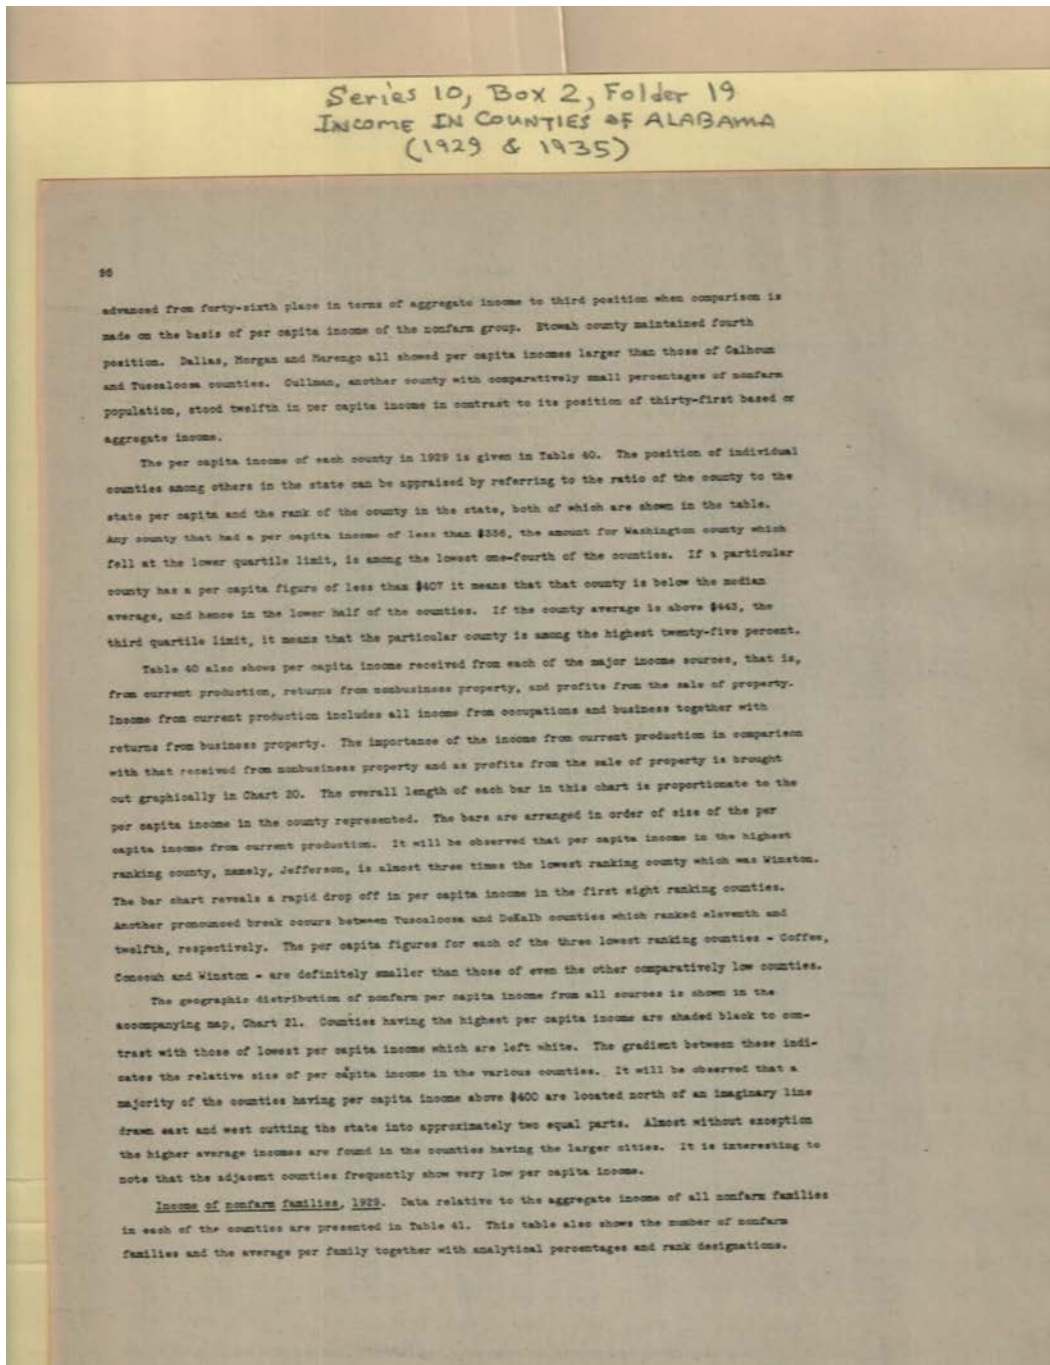 Series 10, Box 2, Folder 19
INCOME IN COUNTIES OF ALABAMA
(1929 & 1935)
advanced from forty-sixth place in terms of aggregate income to third position when comparison is
made on the basis of per capita income of the nonfarm group. Etowah county maintained fourth
position. Dallas, Morgan and Marengo all showed per capita incomes larger than those of Calhoun
and Tuscaloosa counties. Cullman, another county with comparatively small percentages of nonfarm
population, stood twelfth in per capita income in contrast to its position of thirty-first based on
aggregate income.
The per capita income of each county in 1929 is given in Table 40. The position of individual
counties among others in the state can be appraised by referring to the ratio of the county to the
state per capita and the rank of the county in the state, both of which are shown in the table.
Any county that had a per capita income of less than the amount for Washington county which
fell at the lower quartile limit, is among the lowest one-fourth of the counties. If a particular
county has a per capita figure of less than $407 it means that that county is below the median
average, and hence in the lower half of the counties. If the county average is above $443, the
third quartile limit, it means that the particular county is among the highest twenty-five percent.
Table 40 also shows per capita income received from each of the major income sources, that is,
from current production, returns from nonbusiness property, and profits from the sale of property.
Income from current production includes all income from occupations and business together with
returns from business property. The importance of the income from current production in comparison
with that received from nonbusiness property and as profits from the sale of property is brought
out graphically in Chart 20. The overall length of each bar in this chart is proportionate to the
per capita income in the county represented. The bars are arranged in order of size of the per
capita income from current production. It will be observed that per capita income in the highest
ranking county, namely, Jefferson, is almost three times the lowest ranking county which was Winston.
The bar chart reveals a rapid drop off in per capita income in the first eight ranking counties.
Another pronounced break occurs between Tuscaloosa and DeKalb counties which ranked eleventh and
twelfth, respectively. The per capita figures for each of the three lowest ranking counties - Coffee,
Conecuh and Winston - are definitely smaller than those of even the other comparatively low counties.
The geographic distribution of nonfarm per capita income from all sources is shown in the
accompanying map, Chart 21. Counties having the highest per capita income are shaded black to con-
trast with those of lowest per capita income which are left white. The gradient between these indi-
cates the relative size of per capita income in the various counties. It will be observed that a
majority of the counties having per capita income above $400 are located north of an imaginary line
drawn east and west cutting the state into approximately two equal parts. Almost without exception
the higher average incomes are found in the counties having the larger cities. It is interesting to
note that the adjacent counties frequently show very low per capita income.
Income of nonfarm families, 1929. Data relative to the aggregate income of all nonfarm families
in each of the counties are presented in Table 41. This table also shows the number of nonfarm
families and the average per family together with analytical percentages and rank designations.